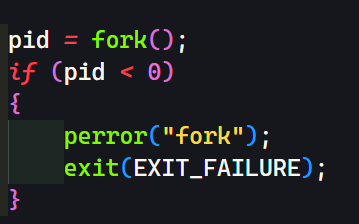 pid = fork();
if (pid < 0)
{
    perror("fork");
    exit(EXIT_FAILURE);
}